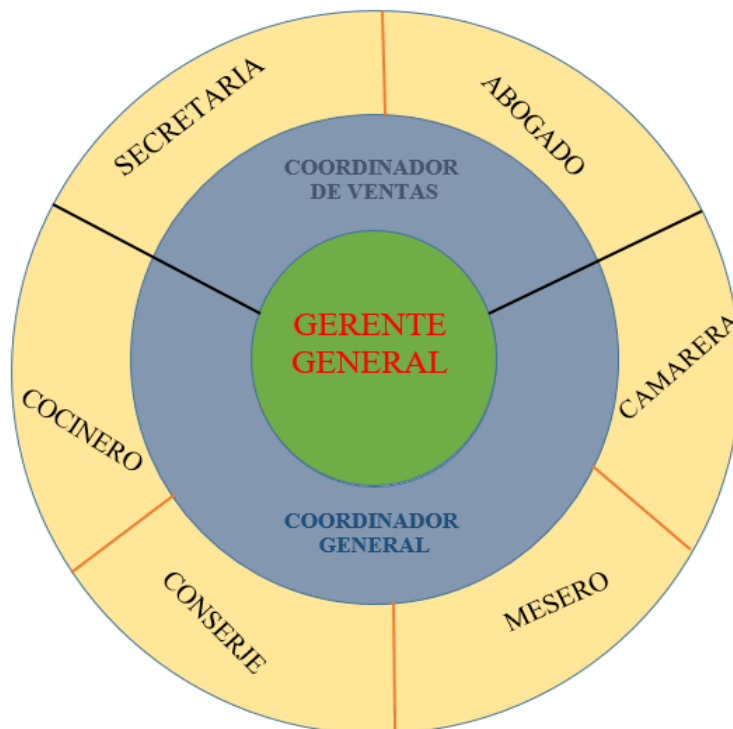 SECRETARIA
ABOGADO
COORDINADOR
DE VENTAS
GERENTE
GENERAL
CAMARERA
COCINERO
COORDINADOR
GENERAL
MESERO
CONSERJE